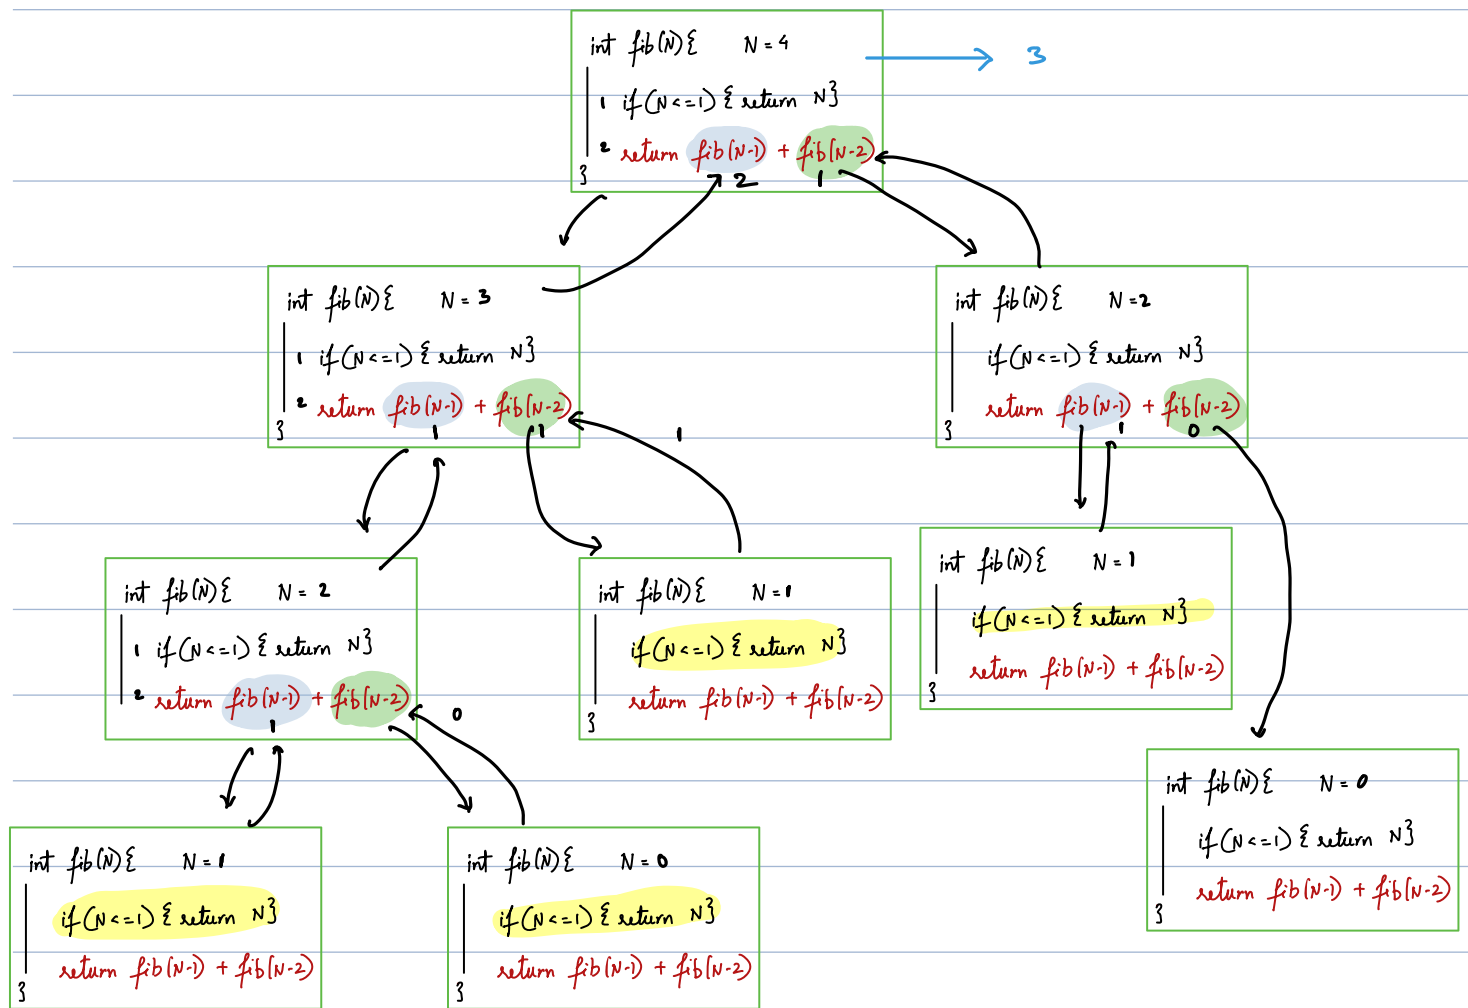 int fib(N){ N = 4
→ 3
1 if(N<=1){ return N}
2 return fib(N-1) + fib(N-2)
} 2 1
int fib(N){ N = 3
1 if(N<=1){ return N}
2 return fib(N-1) + fib(N-2)
} 1 1
1
int fib(N){ N = 2
if(N<=1){ return N}
return fib(N-1) + fib(N-2)
} 1 0
int fib(N){ N = 2
1 if(N<=1){ return N}
2 return fib(N-1) + fib(N-2)
1
0
int fib(N){ N = 1
if(N<=1){ return N}
return fib(N-1) + fib(N-2)
}
int fib(N){ N = 1
if(N<=1){ return N}
return fib(N-1) + fib(N-2)
}
int fib(N){ N = 0
if(N<=1){ return N}
return fib(N-1) + fib(N-2)
}
int fib(N){ N = 1
if(N<=1){ return N}
return fib(N-1) + fib(N-2)
}
int fib(N){ N = 0
if(N<=1){ return N}
return fib(N-1) + fib(N-2)
}